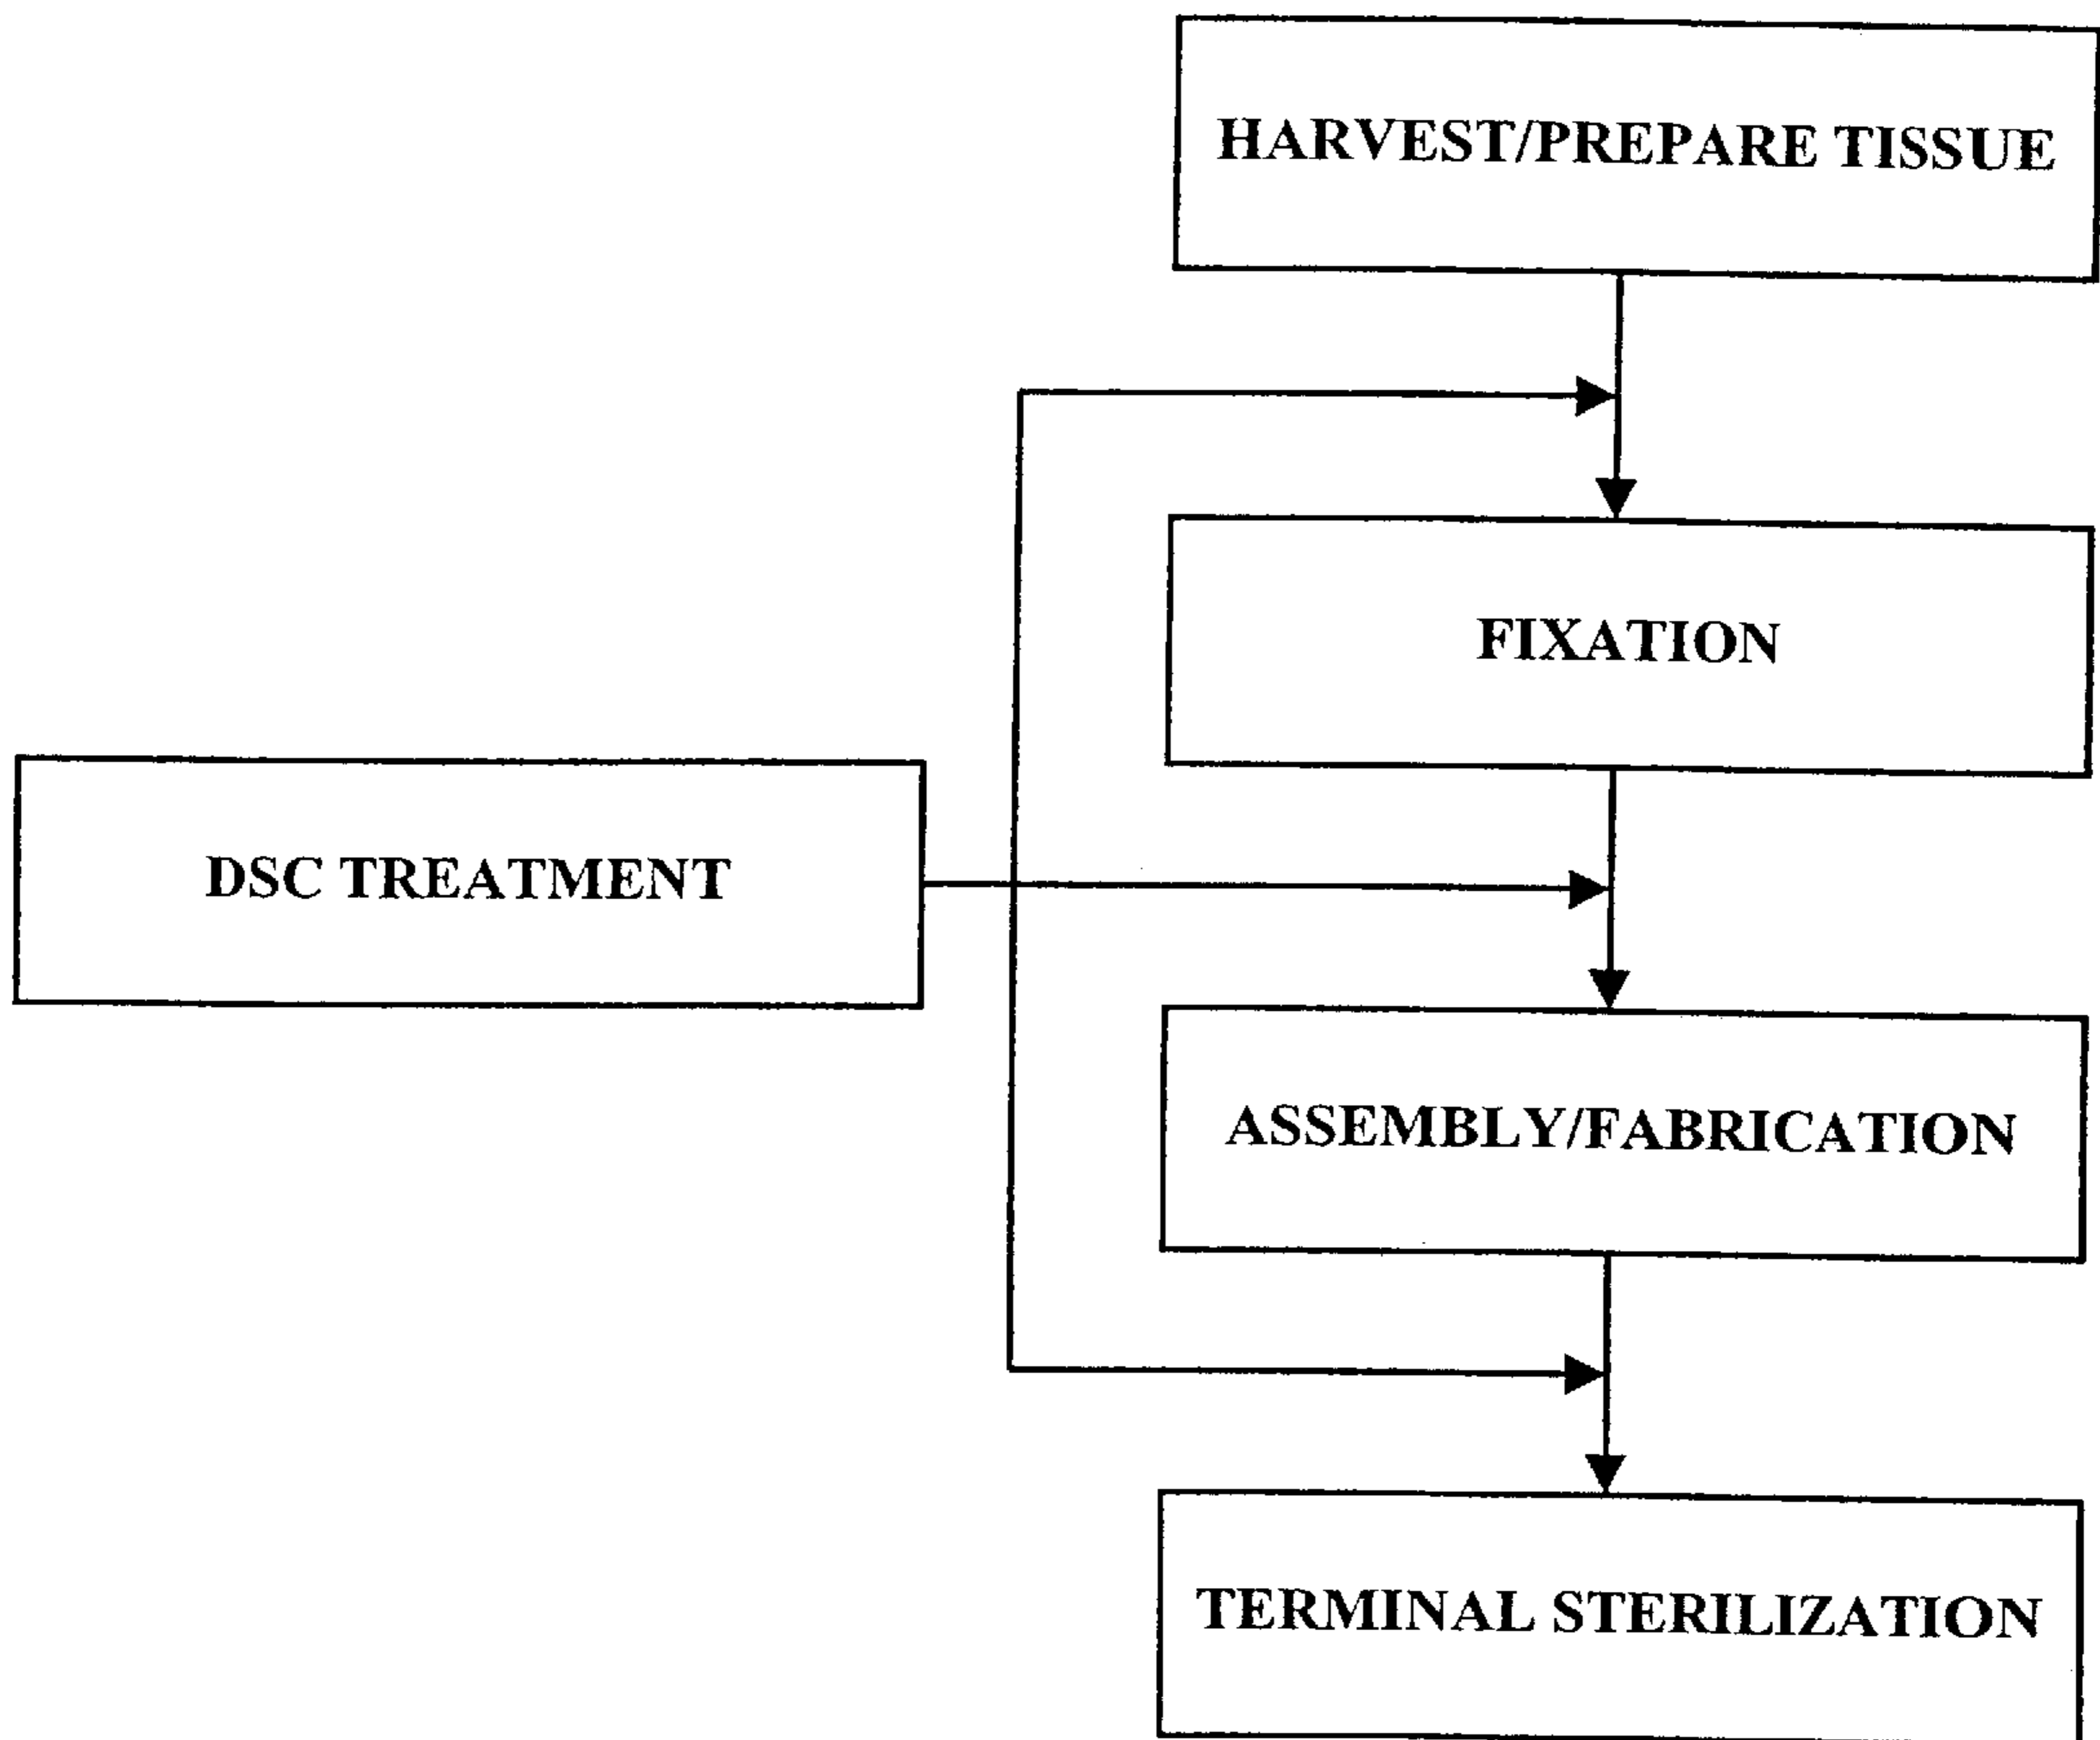 HARVEST/PREPARE TISSUE
FIXATION
DSC TREATMENT
ASSEMBLY/FABRICATION
TERMINAL STERILIZATION